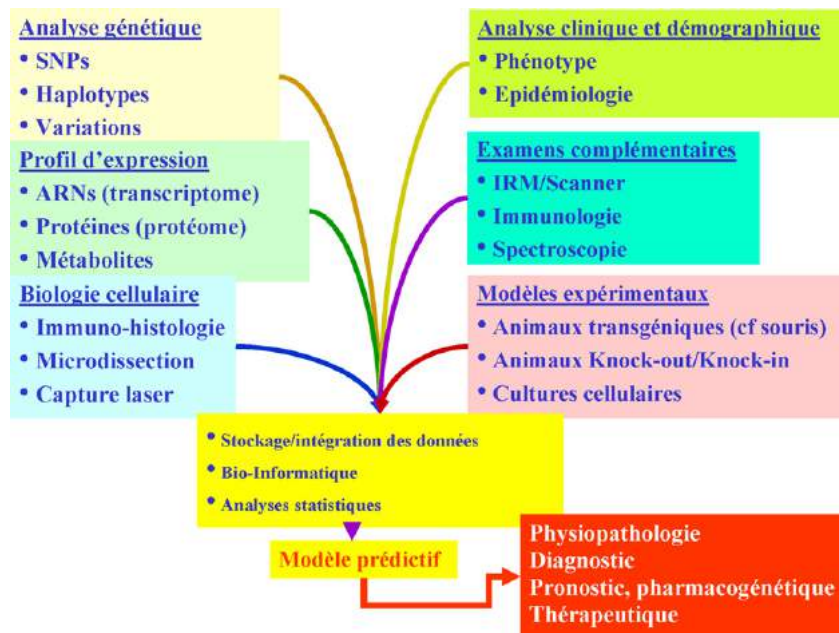 Analyse génétique
• SNPs
• Haplotypes
• Variations
Profil d'expression
• ARNs (transcriptome)
• Protéines (protéome)
• Métabolites
Biologie cellulaire
• Immuno-histologie
• Microdissection
• Capture laser
Analyse clinique et démographique
• Phénotype
• Epidémiologie
Examens complémentaires
• IRM/Scanner
• Immunologie
• Spectroscopie
Modèles expérimentaux
• Animaux transgéniques (cf souris)
• Animaux Knock-out/Knock-in
• Cultures cellulaires
• Stockage/intégration des données
• Bio-Informatique
• Analyses statistiques
Modèle prédictif
Physiopathologie
Diagnostic
Pronostic, pharmacogénétique
Thérapeutique